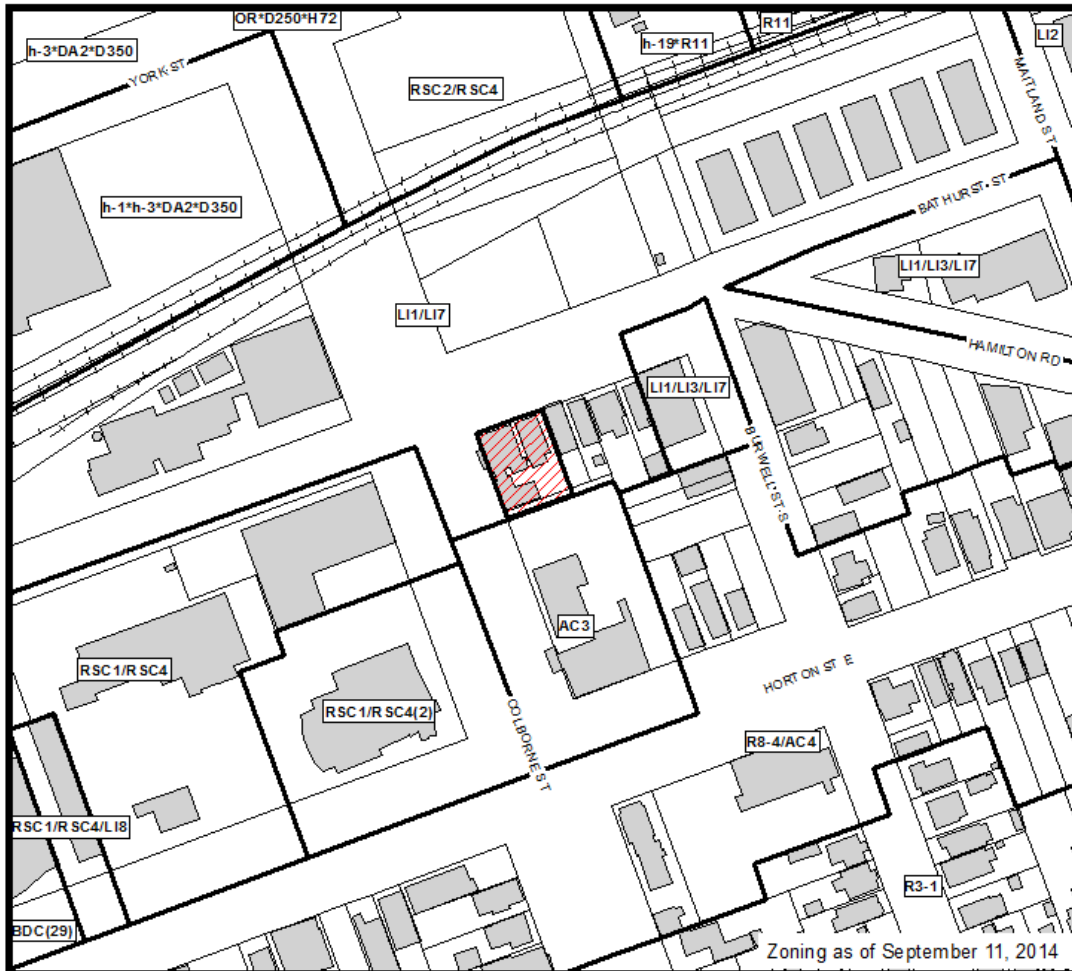 OR*D250*H72
R11
LI2
h-3*DA2*D350
h-19*R11
YORK ST
MAITLAND ST
RSC2/RSC4
h-1*h-3*DA2*D350
BATHURST ST
LI1/LI3/LI7
LI1/LI7
HAMILTON RD
LI1/LI3/LI7
BURWELL ST S
AC3
RSC1/RSC4
HORTON ST E
RSC1/RSC4(2)
COLBORNE ST
R8-4/AC4
RSC1/RSC4/LI8
R3-1
BDC(29)
Zoning as of September 11, 2014